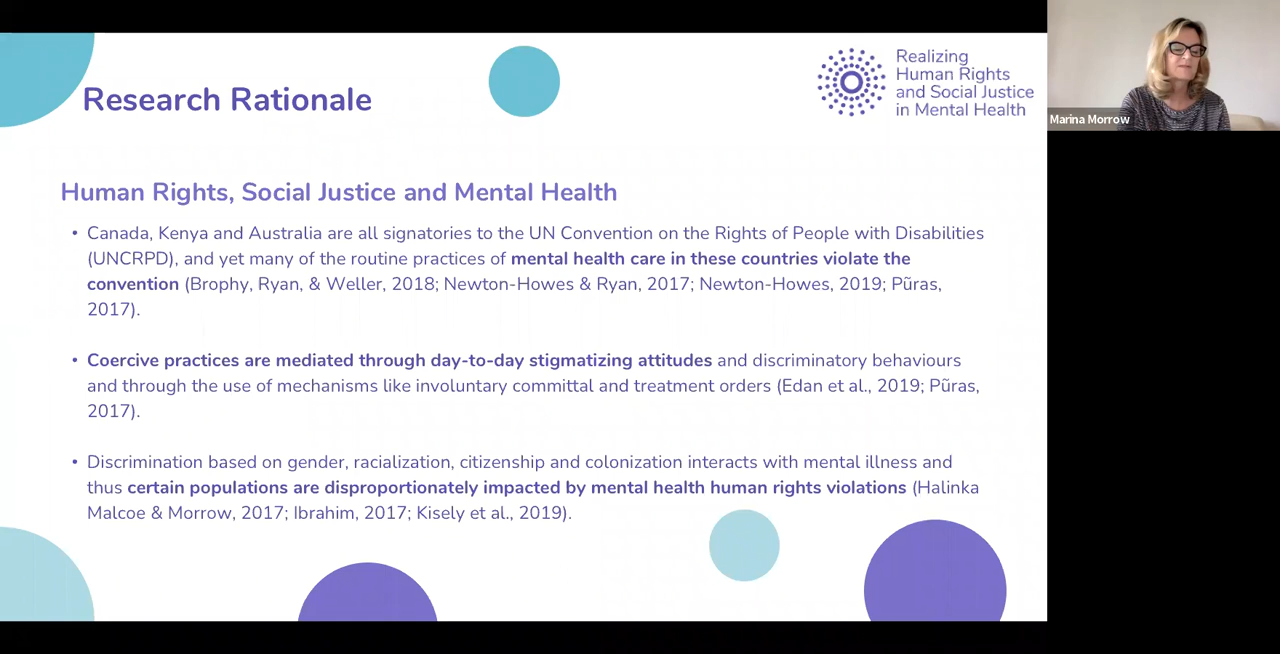 Research Rationale
Realizing
Human Rights
and Social Justice
in Mental Health
Marina Morrow
Human Rights, Social Justice and Mental Health
• Canada, Kenya and Australia are all signatories to the UN Convention on the Rights of People with Disabilities
(UNCRPD), and yet many of the routine practices of mental health care in these countries violate the
convention (Brophy, Ryan, & Weller, 2018; Newton-Howes & Ryan, 2017; Newton-Howes, 2019; Pũras,
2017).
• Coercive practices are mediated through day-to-day stigmatizing attitudes and discriminatory behaviours
and through the use of mechanisms like involuntary committal and treatment orders (Edan et al., 2019; Pũras,
2017).
• Discrimination based on gender, racialization, citizenship and colonization interacts with mental illness and
thus certain populations are disproportionately impacted by mental health human rights violations (Halinka
Malcoe & Morrow, 2017; Ibrahim, 2017; Kisely et al., 2019).